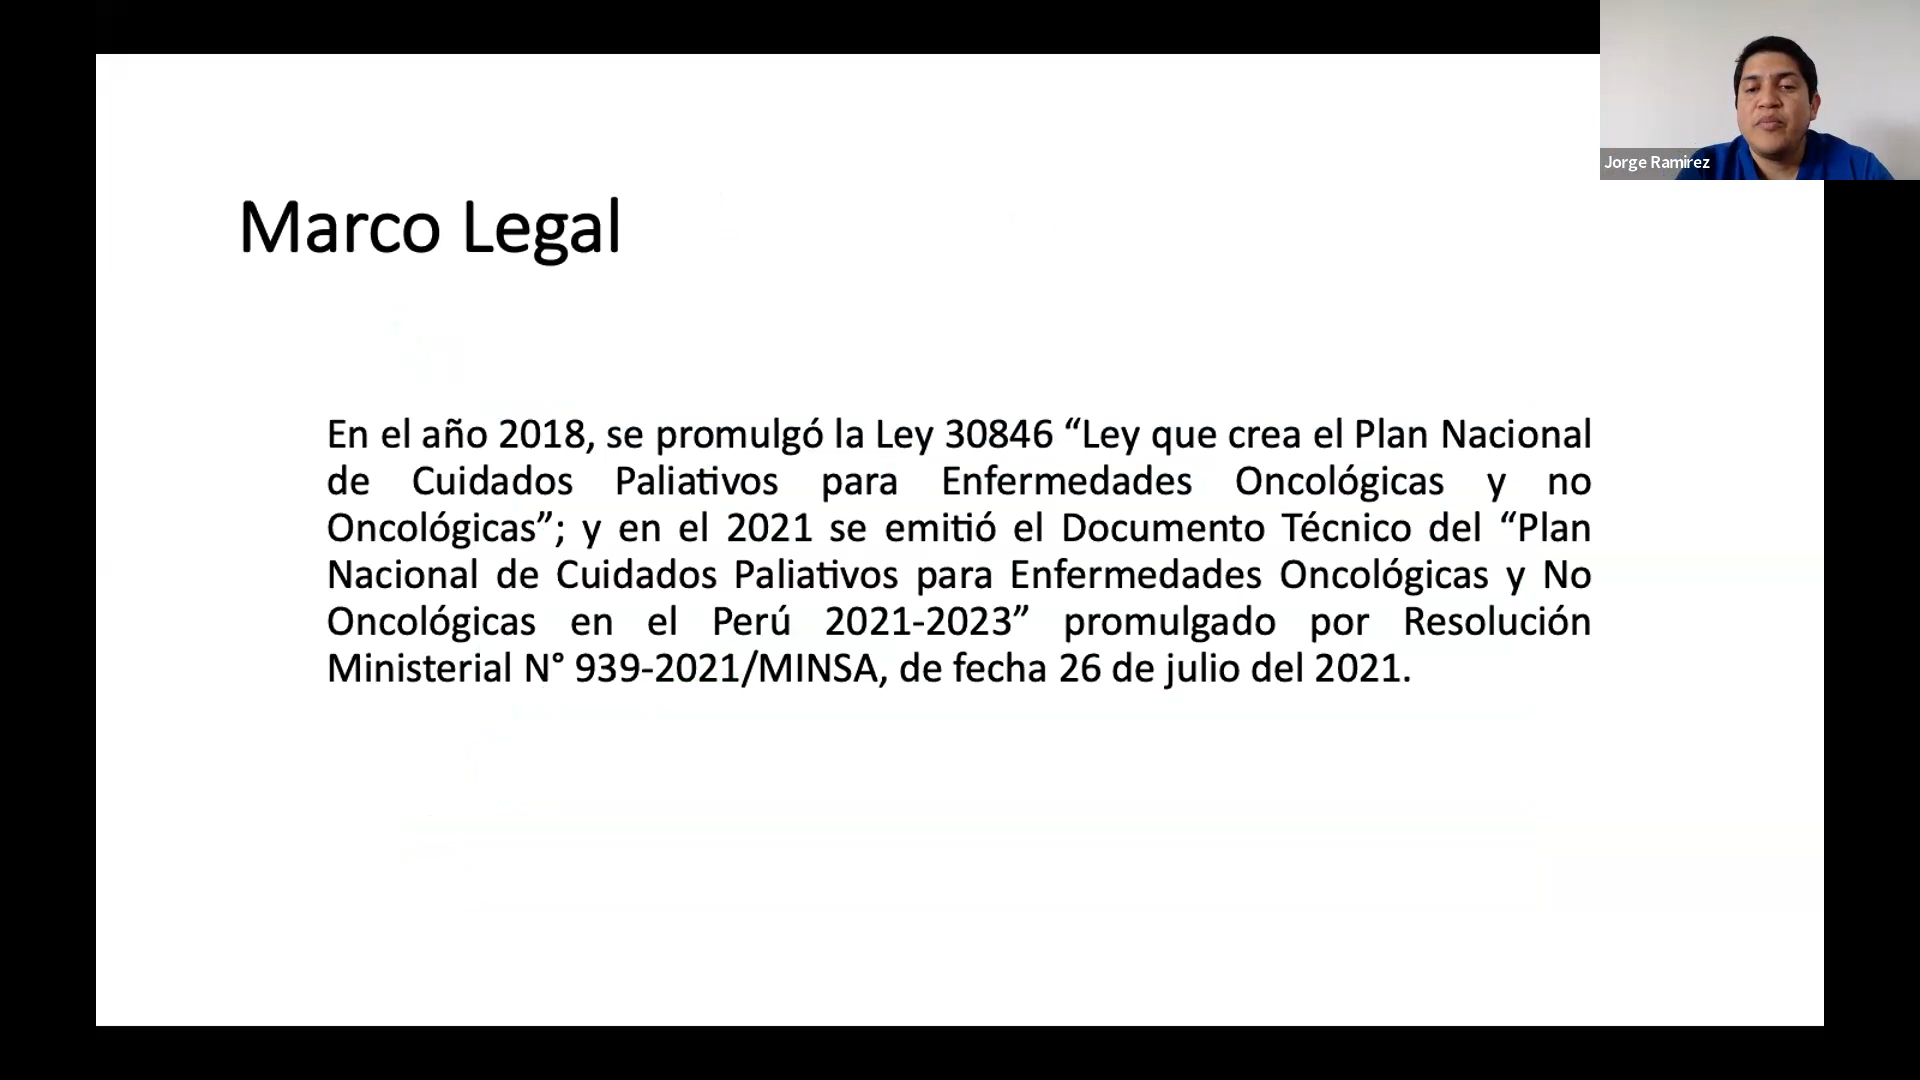 Jorge Ramirez
Marco Legal
En el año 2018, se promulgó la Ley 30846 “Ley que crea el Plan Nacional
de Cuidados Paliativos para Enfermedades Oncológicas y no
Oncológicas”; y en el 2021 se emitió el Documento Técnico del “Plan
Nacional de Cuidados Paliativos para Enfermedades Oncológicas y No
Oncológicas en el Perú 2021-2023” promulgado por Resolución
Ministerial N° 939-2021/MINSA, de fecha 26 de julio del 2021.